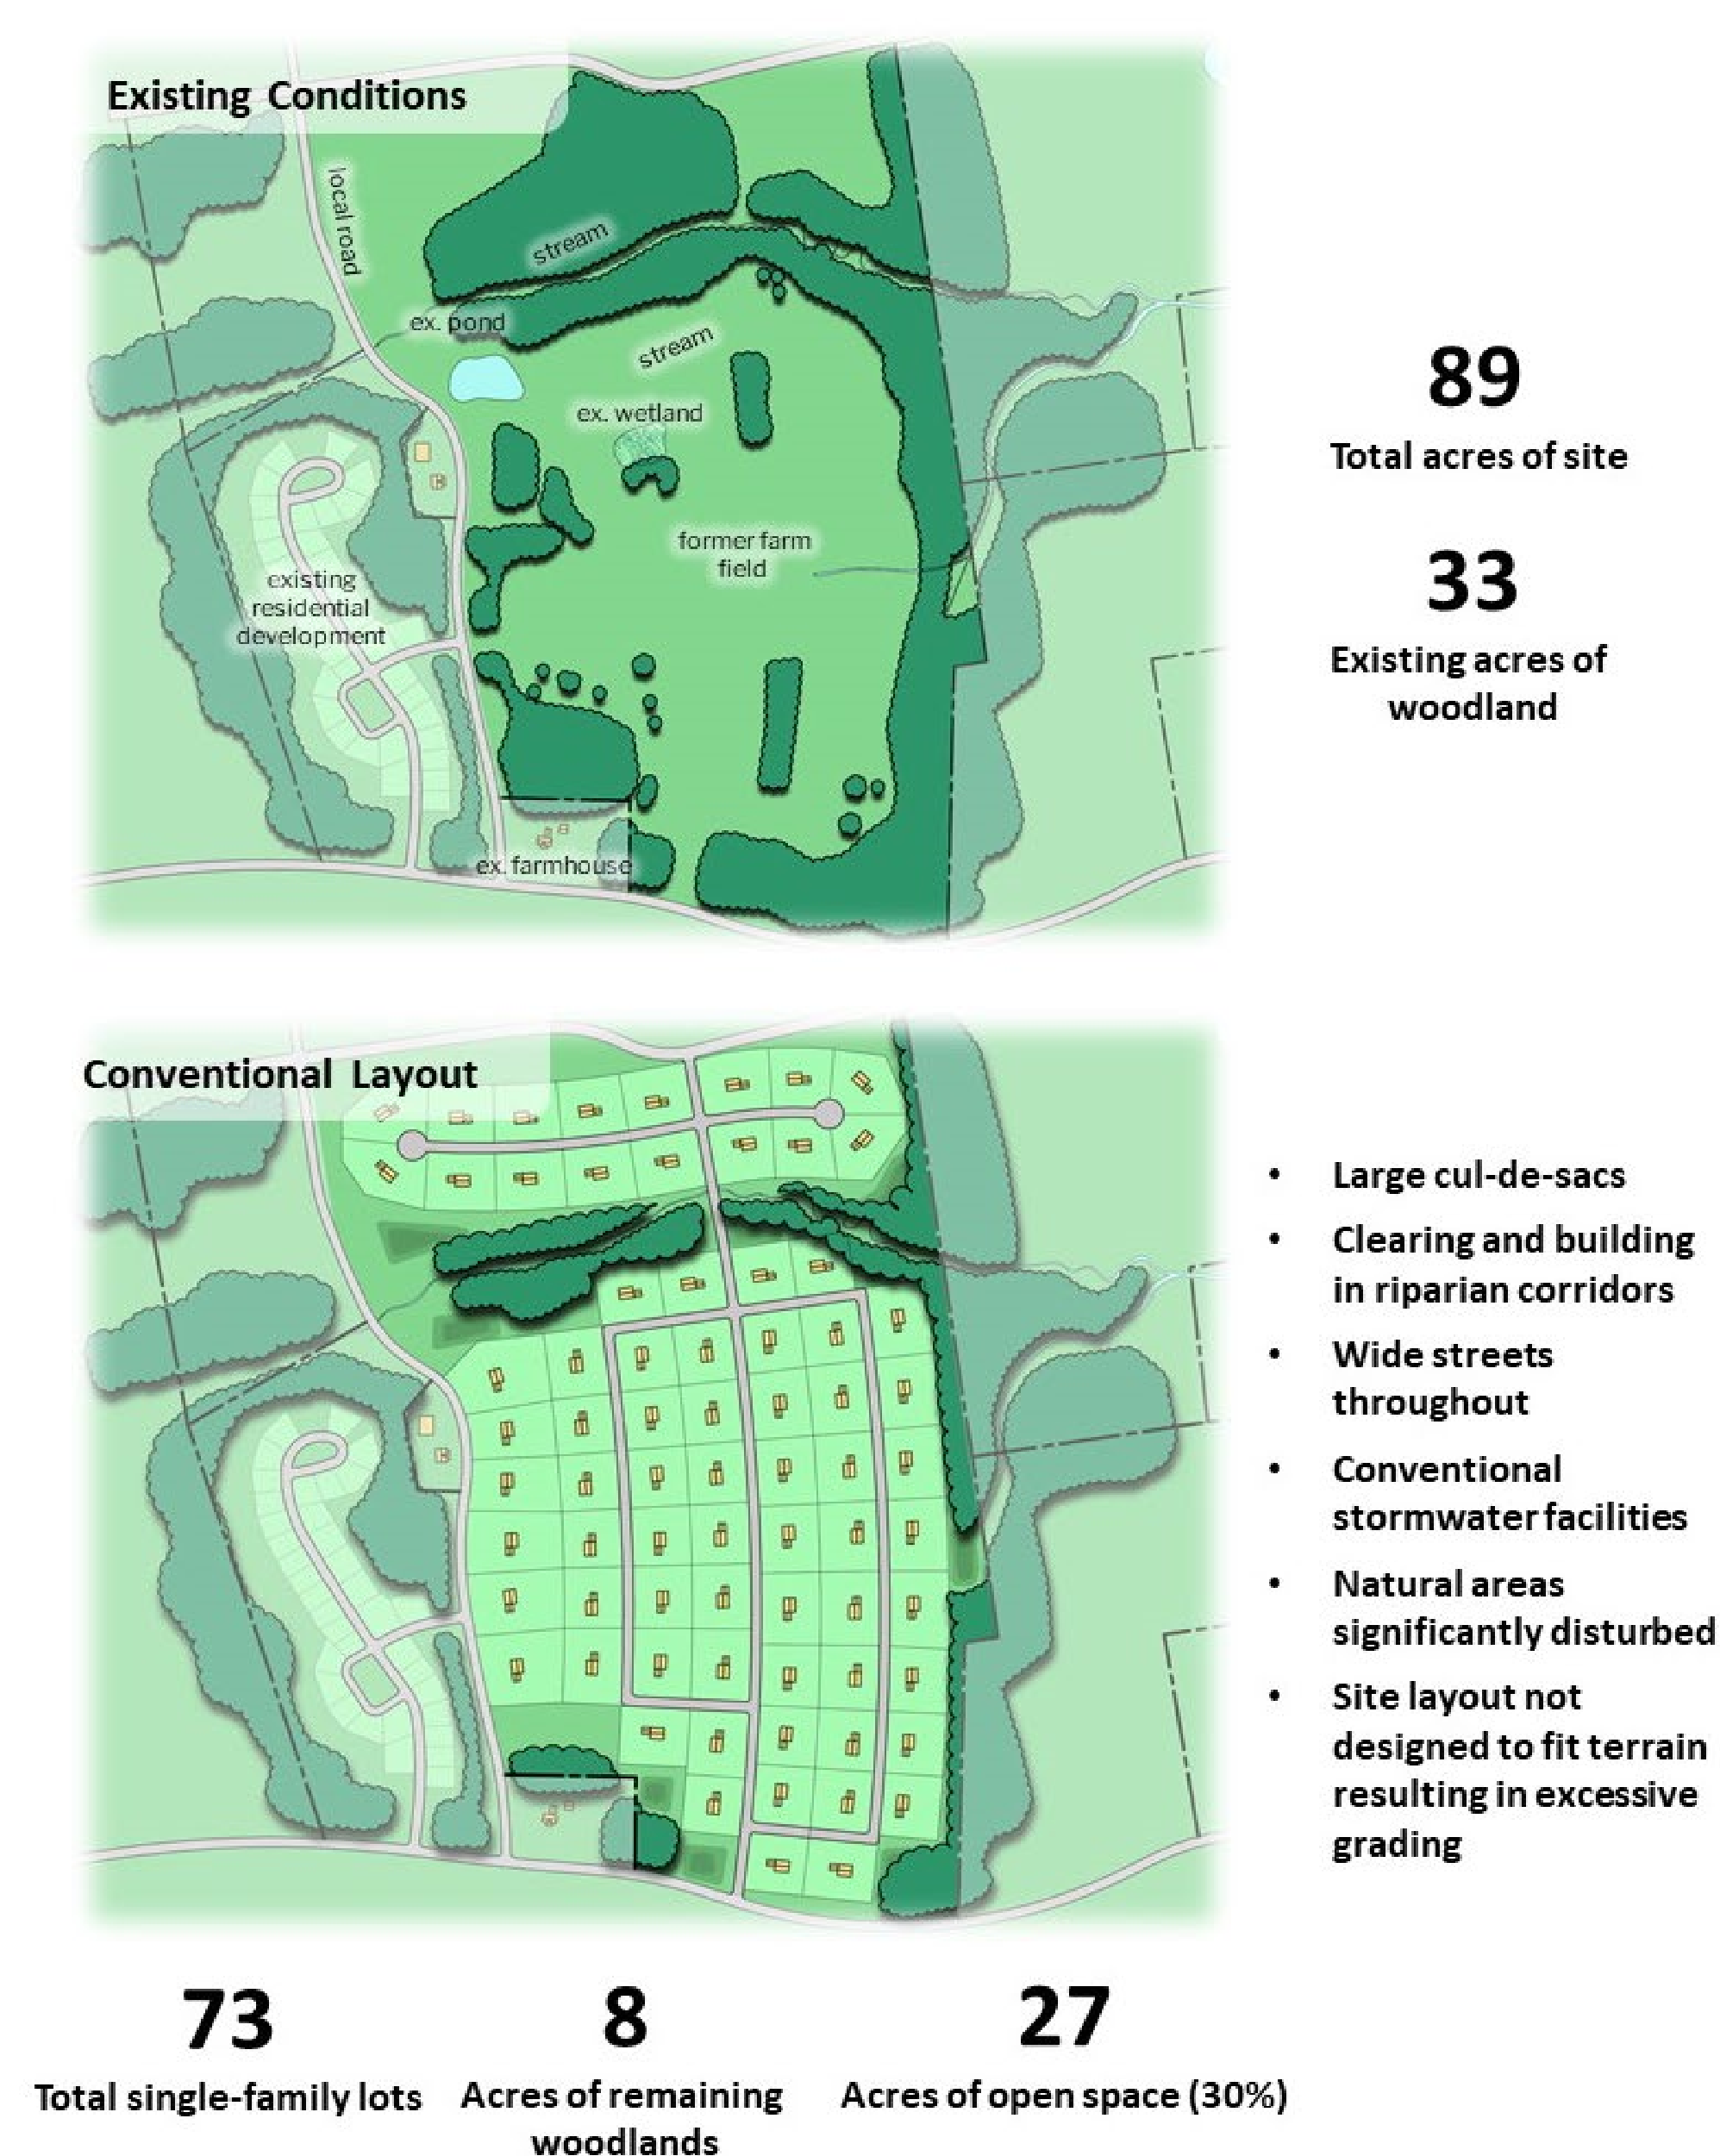 Existing Conditions
local road
stream
ex. pond
stream
ex. wetland
former farm
field
existing
residential
development
ex. farmhouse
89
Total acres of site
33
Existing acres of
woodland
Conventional Layout
• Large cul-de-sacs
• Clearing and building
in riparian corridors
• Wide streets
throughout
• Conventional
stormwater facilities
• Natural areas
significantly disturbed
• Site layout not
designed to fit terrain
resulting in excessive
grading
73
Total single-family lots
8
Acres of remaining
woodlands
27
Acres of open space (30%)